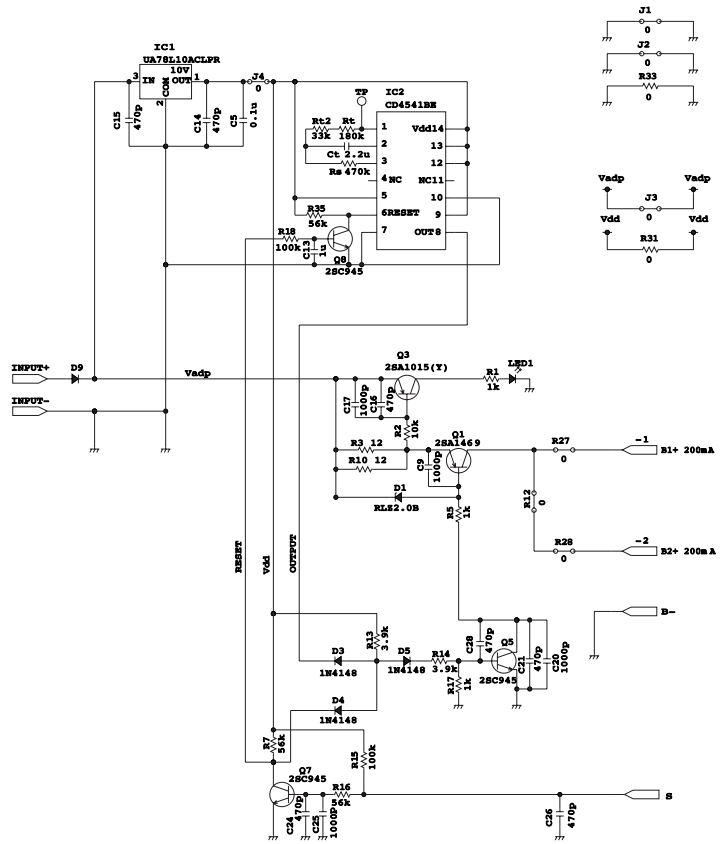 IC1
UA78L10ACLPR
10V
3 IN OUT 1
COM
2
C15
470p
C14
470p
C5
0.1u
J4
0
TP
IC2
CD4541BE
Rt2 Rt
33k 180k
Ct 2.2u
Rs 470k
1 Vdd14
2 13
3 12
4 NC NC11
5 10
6RESET 9
7 OUT8
R35
56k
R18
100k
C13
1u
Q8
2SC945
J1
0
J2
0
R33
0
Vadp Vadp
J3
0
Vdd Vdd
R31
0
INPUT+
D9
INPUT-
Vadp
Q3
2SA1015(Y)
R1
1k
LED1
C17
1000p
C16
470p
R2
10k
R3 12
R10 12
C9
1000p
Q1
2SA1469
D1
RLZ2.0B
R5
1k
R27
0
R12
0
R28
0
-1
B1+ 200mA
-2
B2+ 200mA
B-
RESET
Vdd
OUTPUT
R13
3.9k
D3
1N4148
D5
1N4148
R14
3.9k
R17
1k
C28
470p
Q5
2SC945
C21
470p
C20
1000p
D4
1N4148
R7
56k
R15
100k
Q7
2SC945
R16
56k
C24
470p
C25
1000P
C26
470p
S